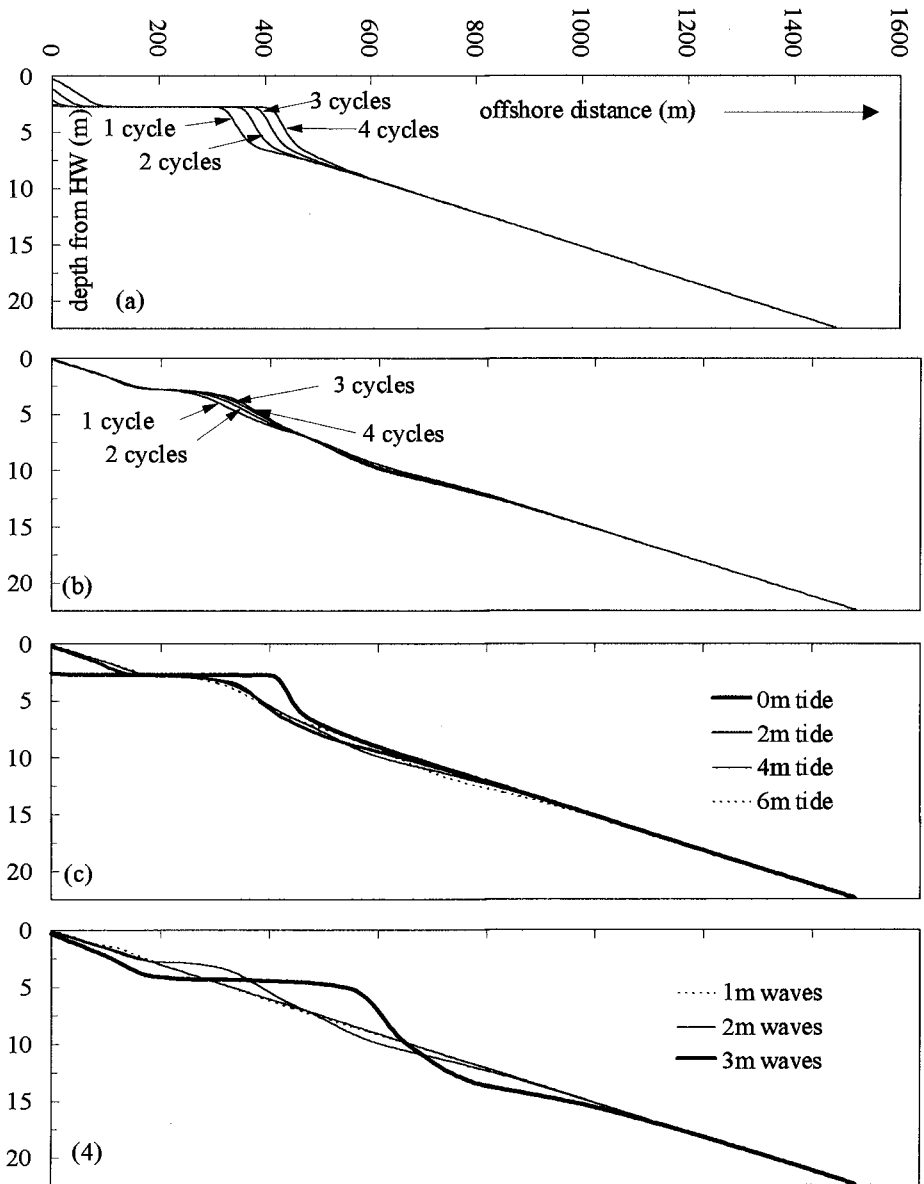 0 200 400 600 800 1000 1200 1400 1600
0
5
10
15
20
depth from HW (m)
offshore distance (m)
1 cycle
2 cycles
3 cycles
4 cycles
(a)
0
5
10
15
20
1 cycle
2 cycles
3 cycles
4 cycles
(b)
0
5
10
15
20
0m tide
2m tide
4m tide
6m tide
(c)
0
5
10
15
20
1m waves
2m waves
3m waves
(4)